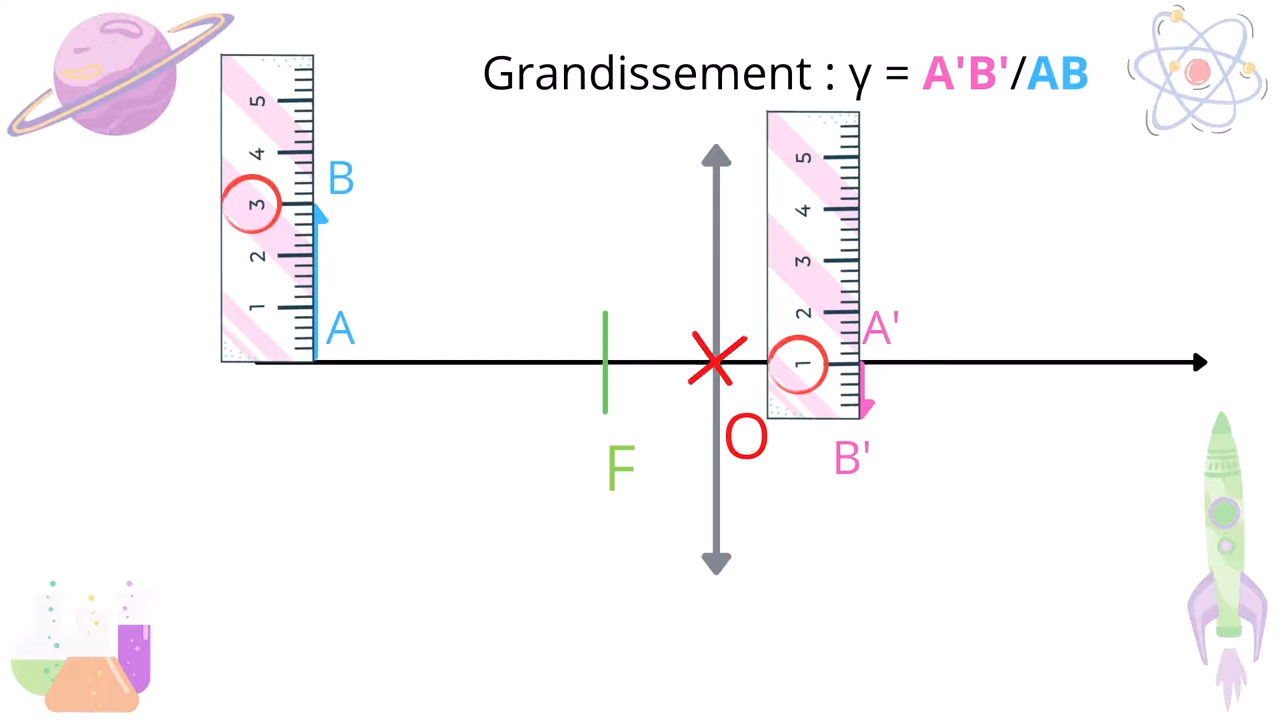 Grandissement : γ = A'B'/AB
5
4
3
2
1
B
A
5
4
3
2
1
A'
B'
O
F